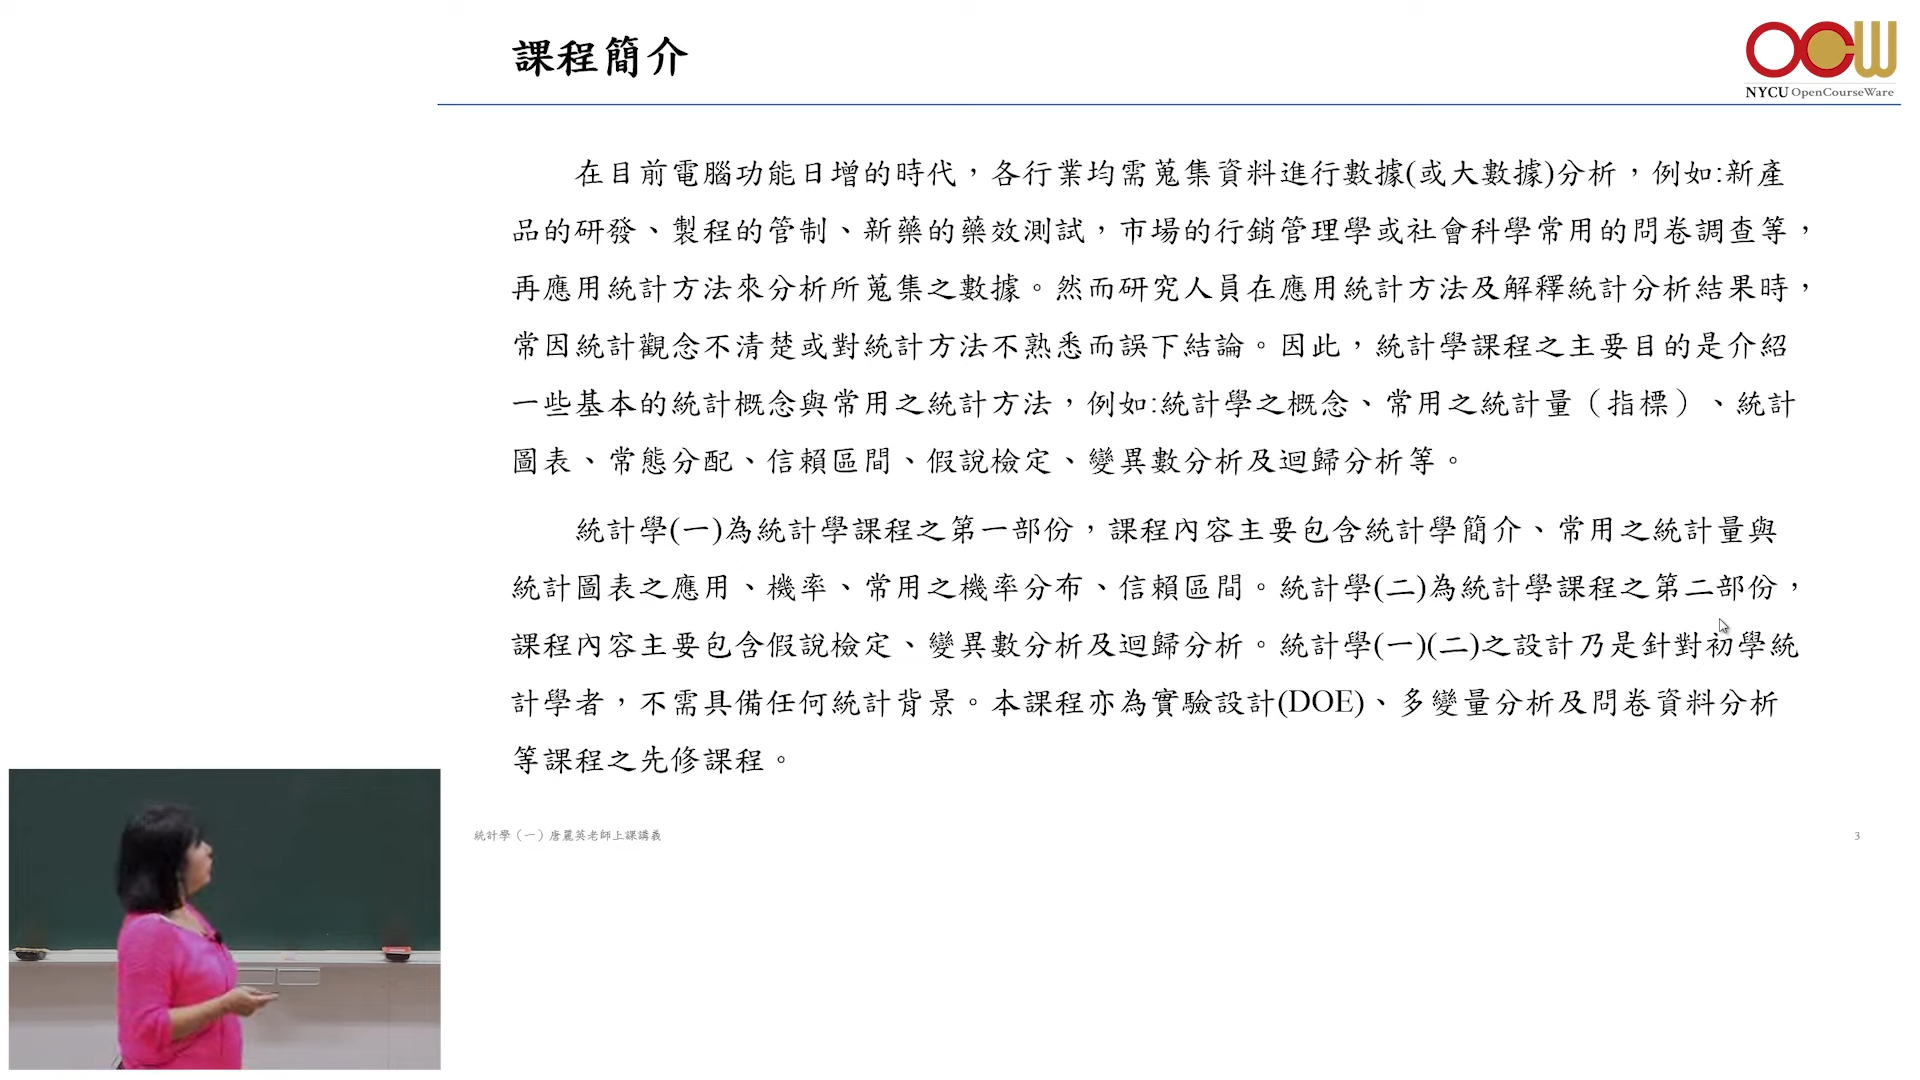 課程簡介
OCW
NYCU OpenCourseWare
在目前電腦功能日增的時代，各行業均需蒐集資料進行數據(或大數據)分析，例如:新產
品的研發、製程的管制、新藥的藥效測試，市場的行銷管理學或社會科學常用的問卷調查等，
再應用統計方法來分析所蒐集之數據。然而研究人員在應用統計方法及解釋統計分析結果時，
常因統計觀念不清楚或對統計方法不熟悉而誤下結論。因此，統計學課程之主要目的是介紹
一些基本的統計概念與常用之統計方法，例如:統計學之概念、常用之統計量（指標）、統計
圖表、常態分配、信賴區間、假說檢定、變異數分析及迴歸分析等。
統計學(一)為統計學課程之第一部份，課程內容主要包含統計學簡介、常用之統計量與
統計圖表之應用、機率、常用之機率分布、信賴區間。統計學(二)為統計學課程之第二部份，
課程內容主要包含假說檢定、變異數分析及迴歸分析。統計學(一)(二)之設計乃是針對初學統
計學者，不需具備任何統計背景。本課程亦為實驗設計(DOE)、多變量分析及問卷資料分析
等課程之先修課程。
統計學（一）唐麗英老師上課講義
3